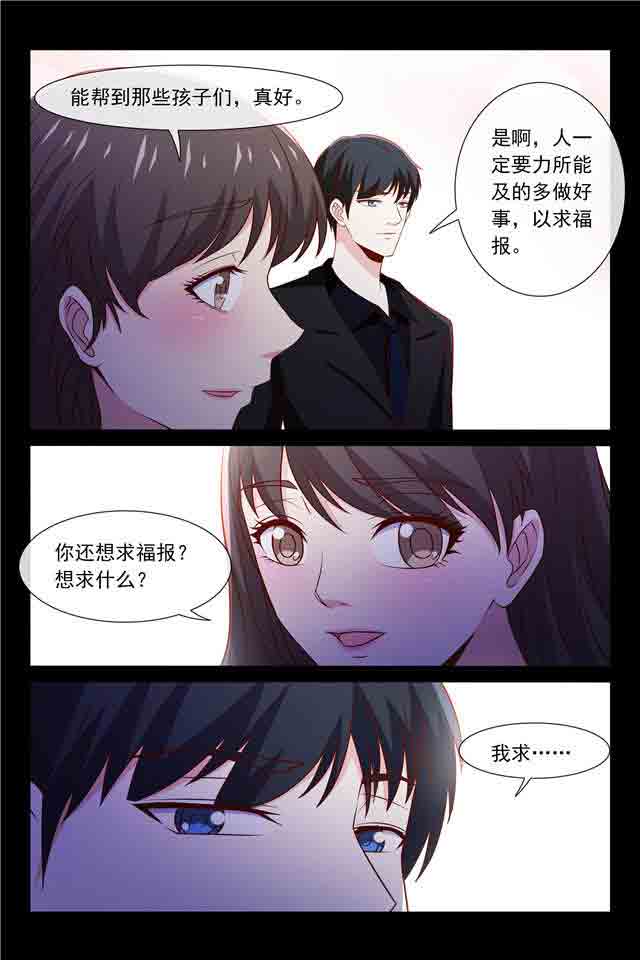 能帮到那些孩子们，真好。
是啊，人一
定要力所能
及的多做好
事，以求福
报。
你还想求福报？
想求什么？
我求……